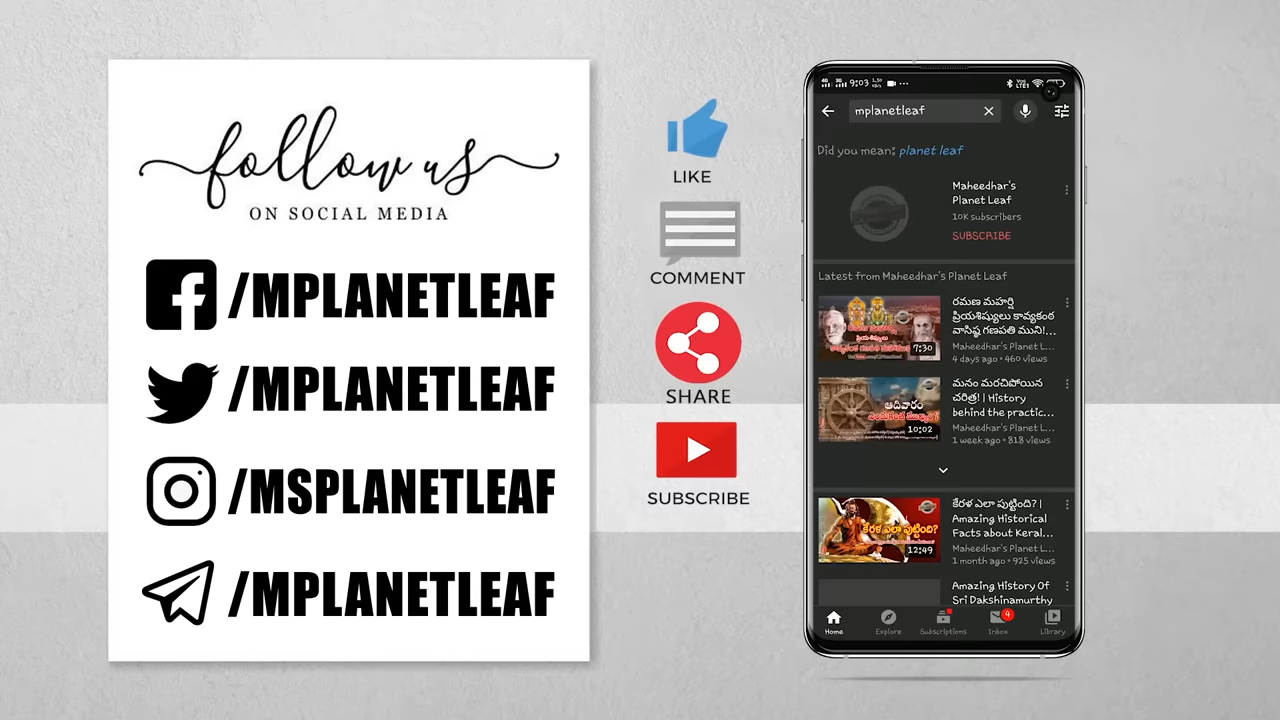 follow us
ON SOCIAL MEDIA
/MPLANETLEAF
/MPLANETLEAF
/MSPLANETLEAF
/MPLANETLEAF
LIKE
COMMENT
SHARE
SUBSCRIBE
9:03
mplanetleaf
Did you mean: planet leaf
Maheedhar's
Planet Leaf
10K subscribers
SUBSCRIBE
Latest from Maheedhar's Planet Leaf
రమణ మహర్షి
ప్రియశిష్యులు కావ్యకంఠ
వాసిష్ఠ గణపతి ముని!...
Maheedhar's Planet L...
4 days ago • 460 views
7:30
మనం మరచిపోయిన
చరిత్ర! | History
behind the practic...
Maheedhar's Planet L...
1 week ago • 818 views
ఆదివారం
10:02
కేరళ ఎలా పుట్టింది? |
Amazing Historical
Facts about Keral...
Maheedhar's Planet L...
1 month ago • 925 views
కేరళ ఎలా పుట్టింది?
12:49
Amazing History Of
Sri Dakshinamurthy
Home
Explore
Subscriptions
4
Inbox
Library